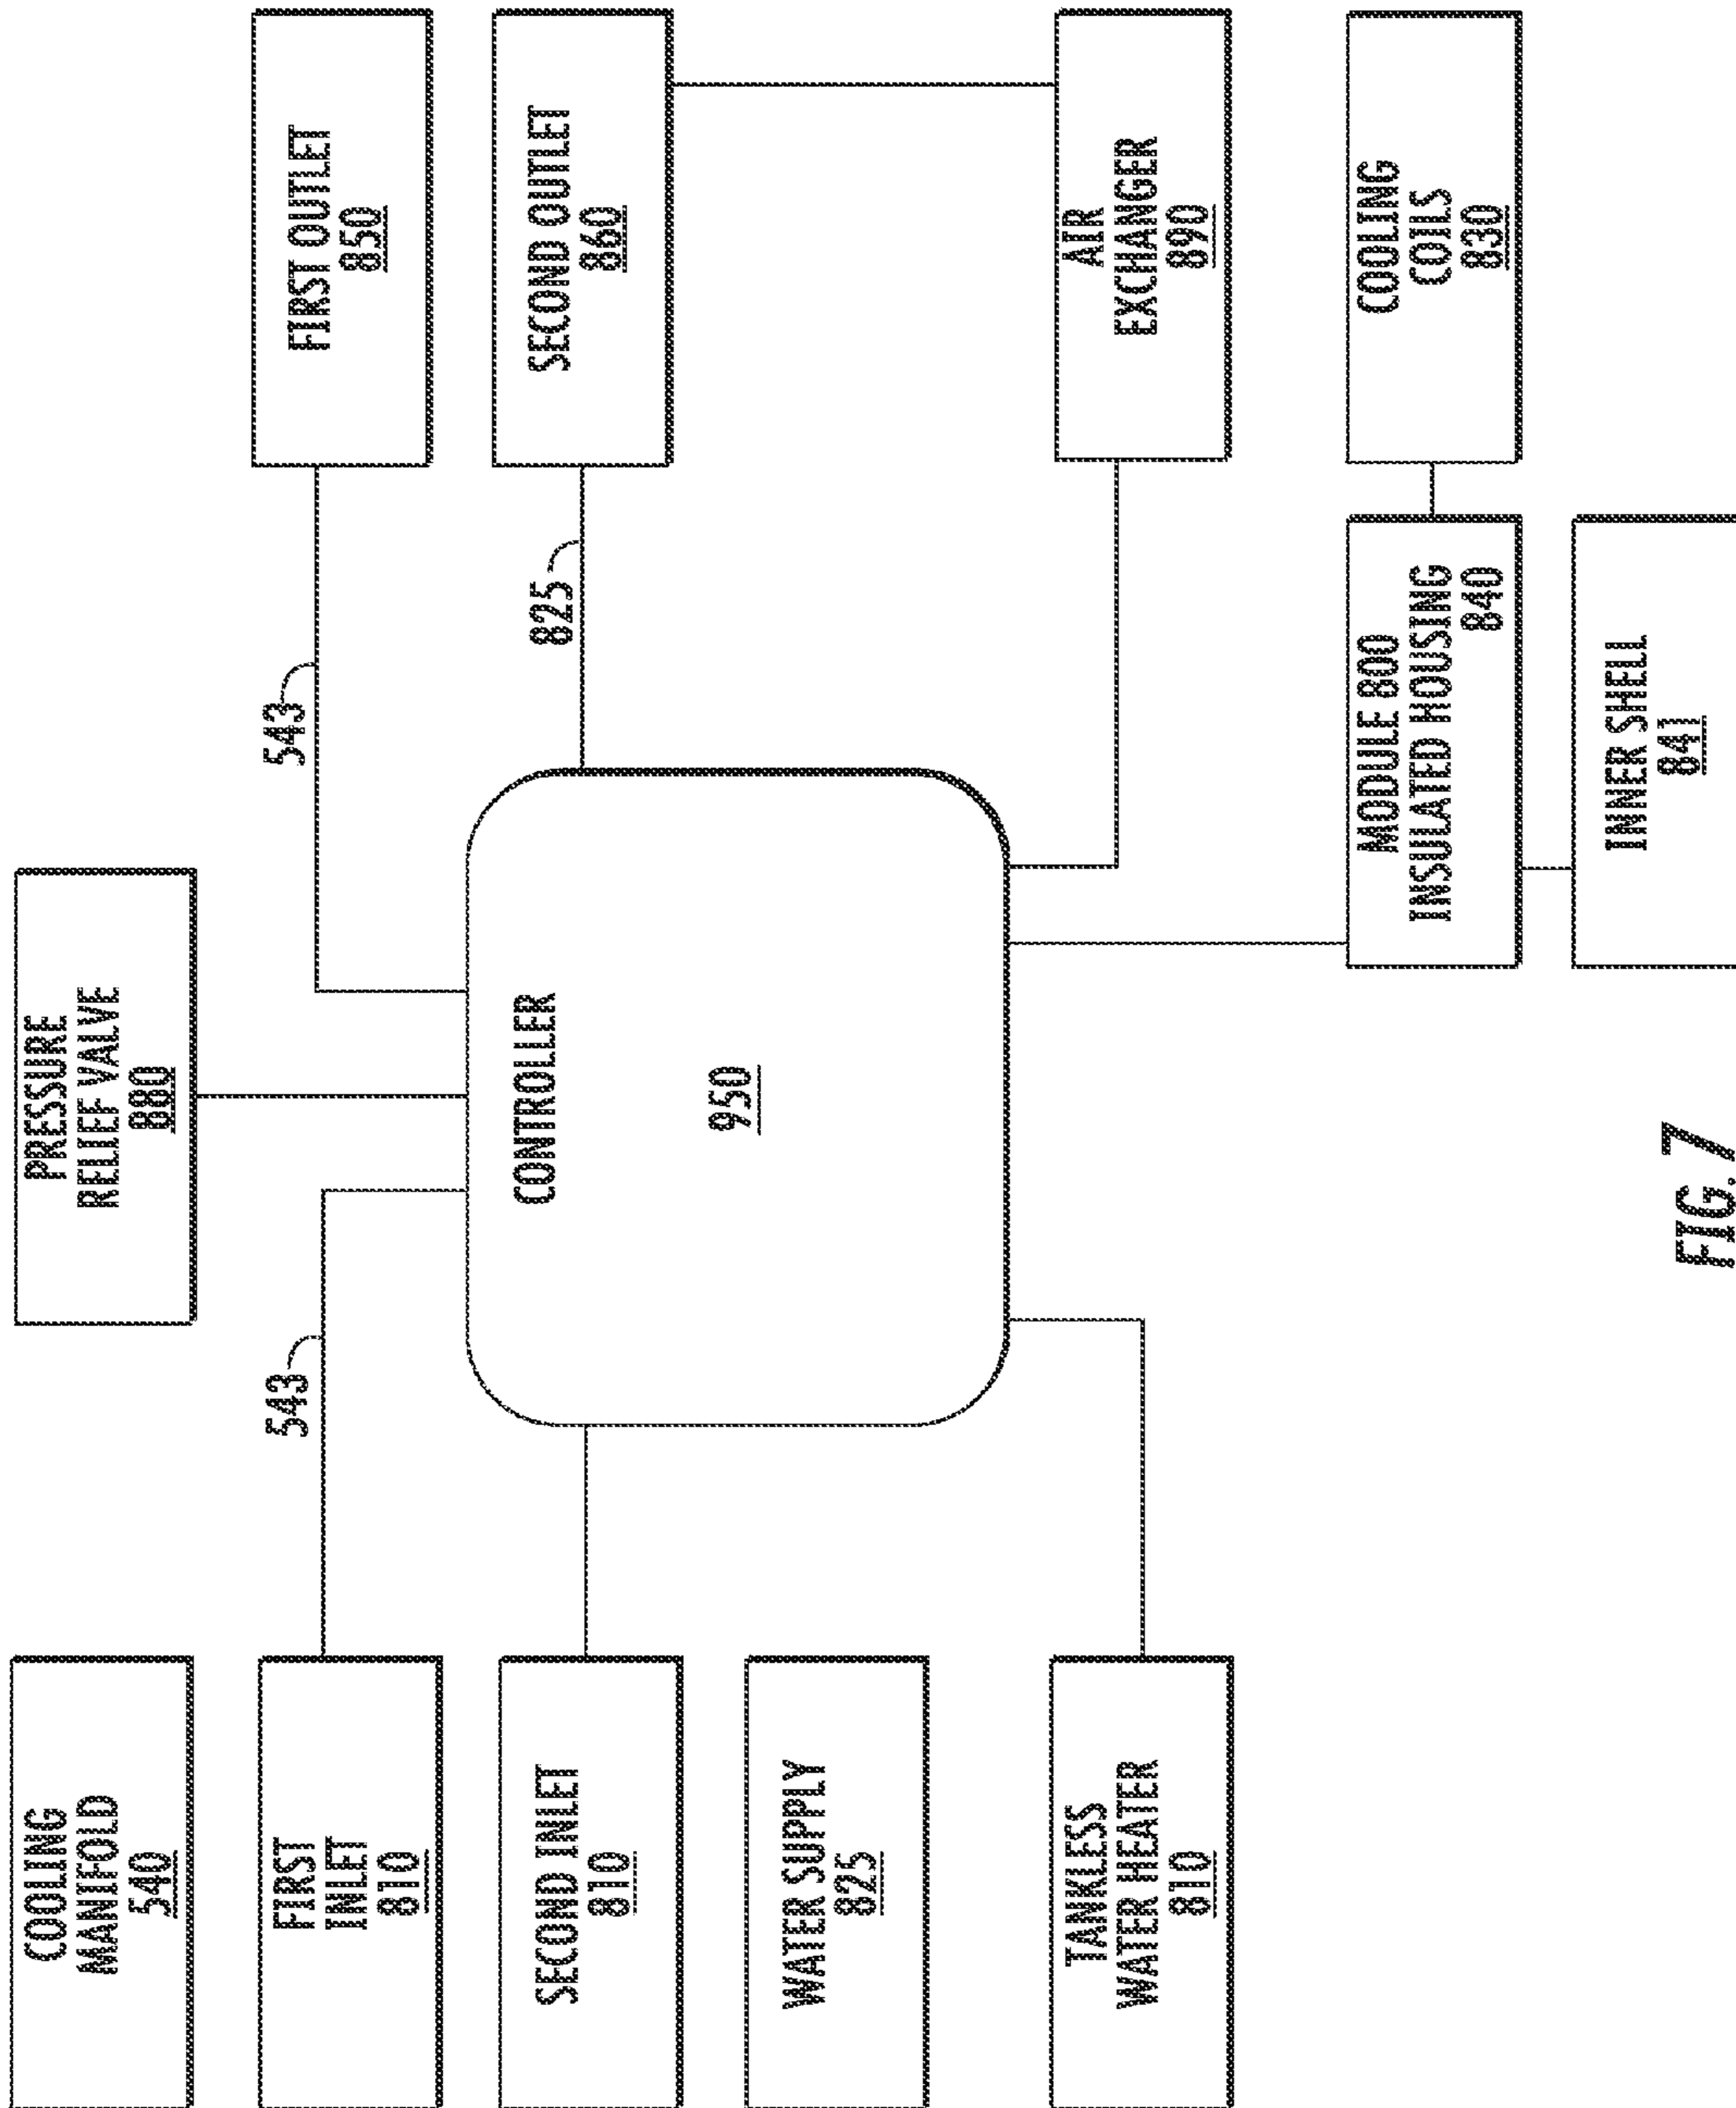 COOLING
MANIFOLD
540
FIRST
INLET
810
SECOND INLET
810
WATER SUPPLY
825
TANKLESS
WATER HEATER
810
543
PRESSURE
RELIEF VALVE
880
CONTROLLER
950
543
825
FIRST OUTLET
850
SECOND OUTLET
860
AIR
EXCHANGER
890
MODULE 800
INSULATED HOUSING
840
COOLING
COILS
830
INNER SHELL
841
FIG. 7